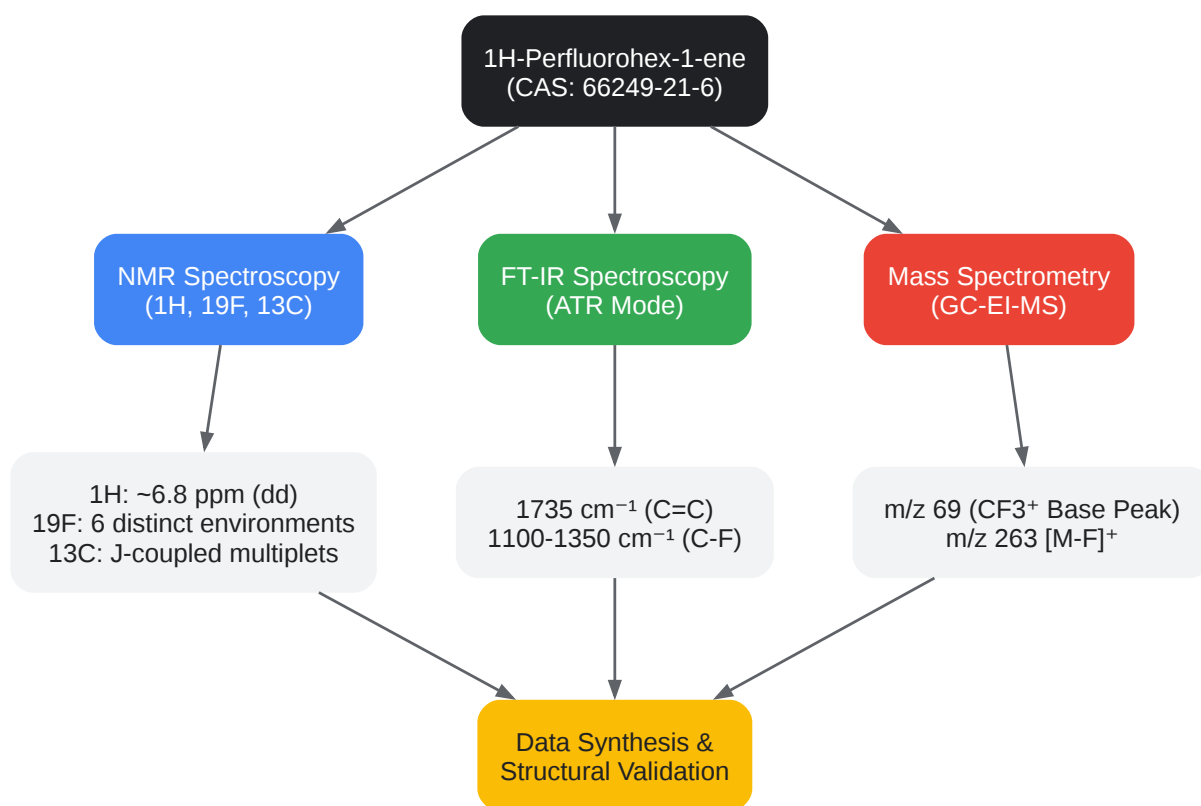 1H-Perfluorohex-1-ene
(CAS: 66249-21-6)
NMR Spectroscopy
(1H, 19F, 13C)
FT-IR Spectroscopy
(ATR Mode)
Mass Spectrometry
(GC-EI-MS)
1H: ~6.8 ppm (dd)
19F: 6 distinct environments
13C: J-coupled multiplets
1735 cm⁻¹ (C=C)
1100-1350 cm⁻¹ (C-F)
m/z 69 (CF3⁺ Base Peak)
m/z 263 [M-F]⁺
Data Synthesis &
Structural Validation